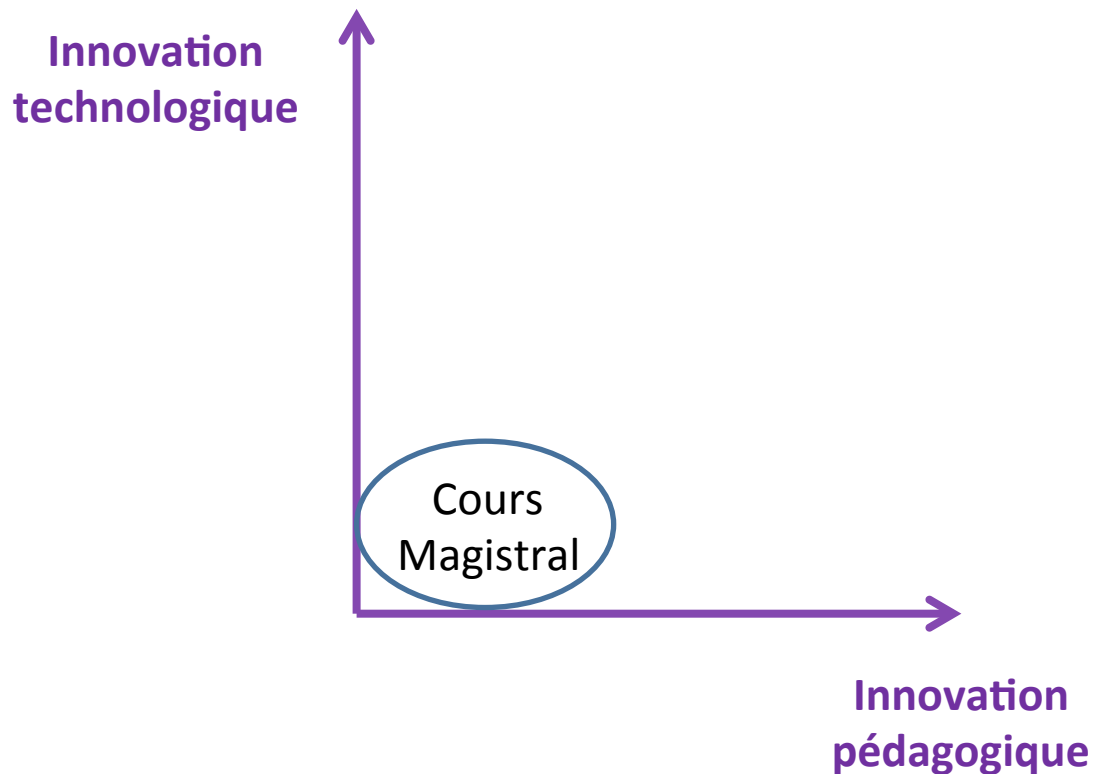 Innovation
technologique
Cours
Magistral
Innovation
pédagogique